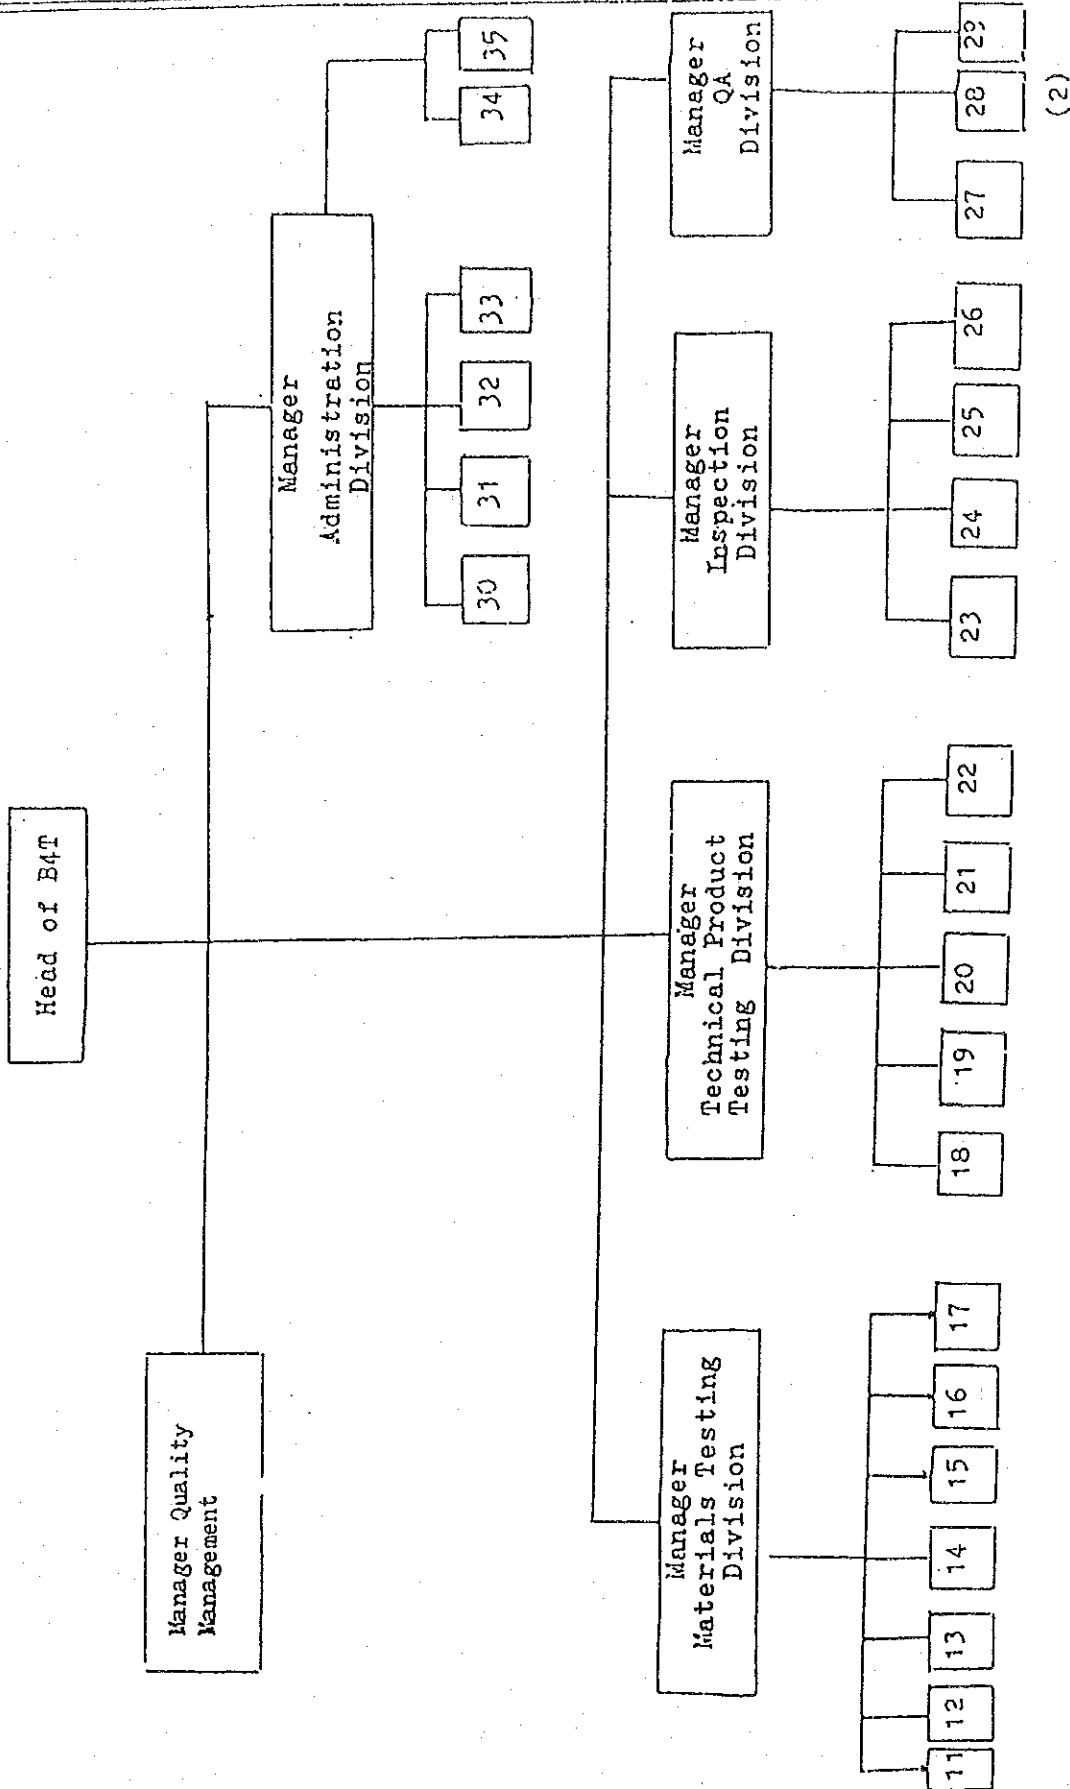 Head of B4T
Manager Quality
Management
Manager
Administration
Division
30
31
32
33
34
35
Manager
Materials Testing
Division
Manager
Technical Product
Testing Division
Manager
Inspection
Division
Manager
QA
Division
11
12
13
14
15
16
17
18
19
20
21
22
23
24
25
26
27
28
29
(2)